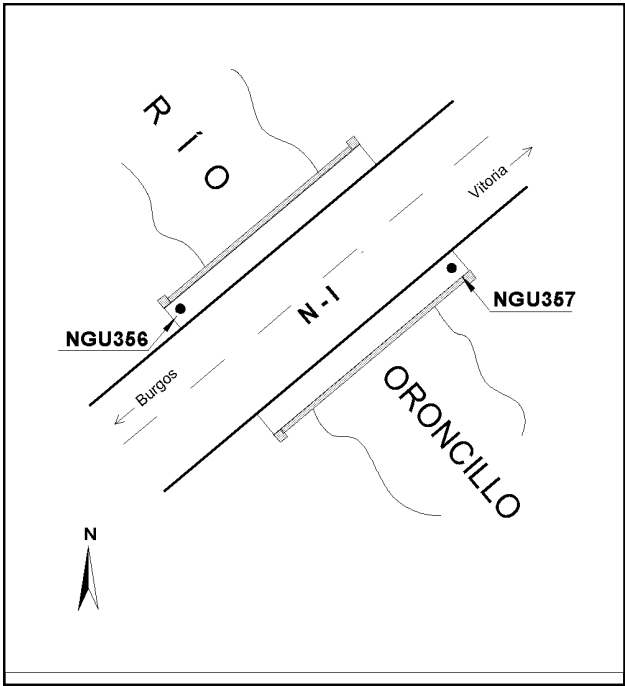 RÍO
Vitoria
N-I
NGU357
NGU356
Burgos
ORONCILLO
N